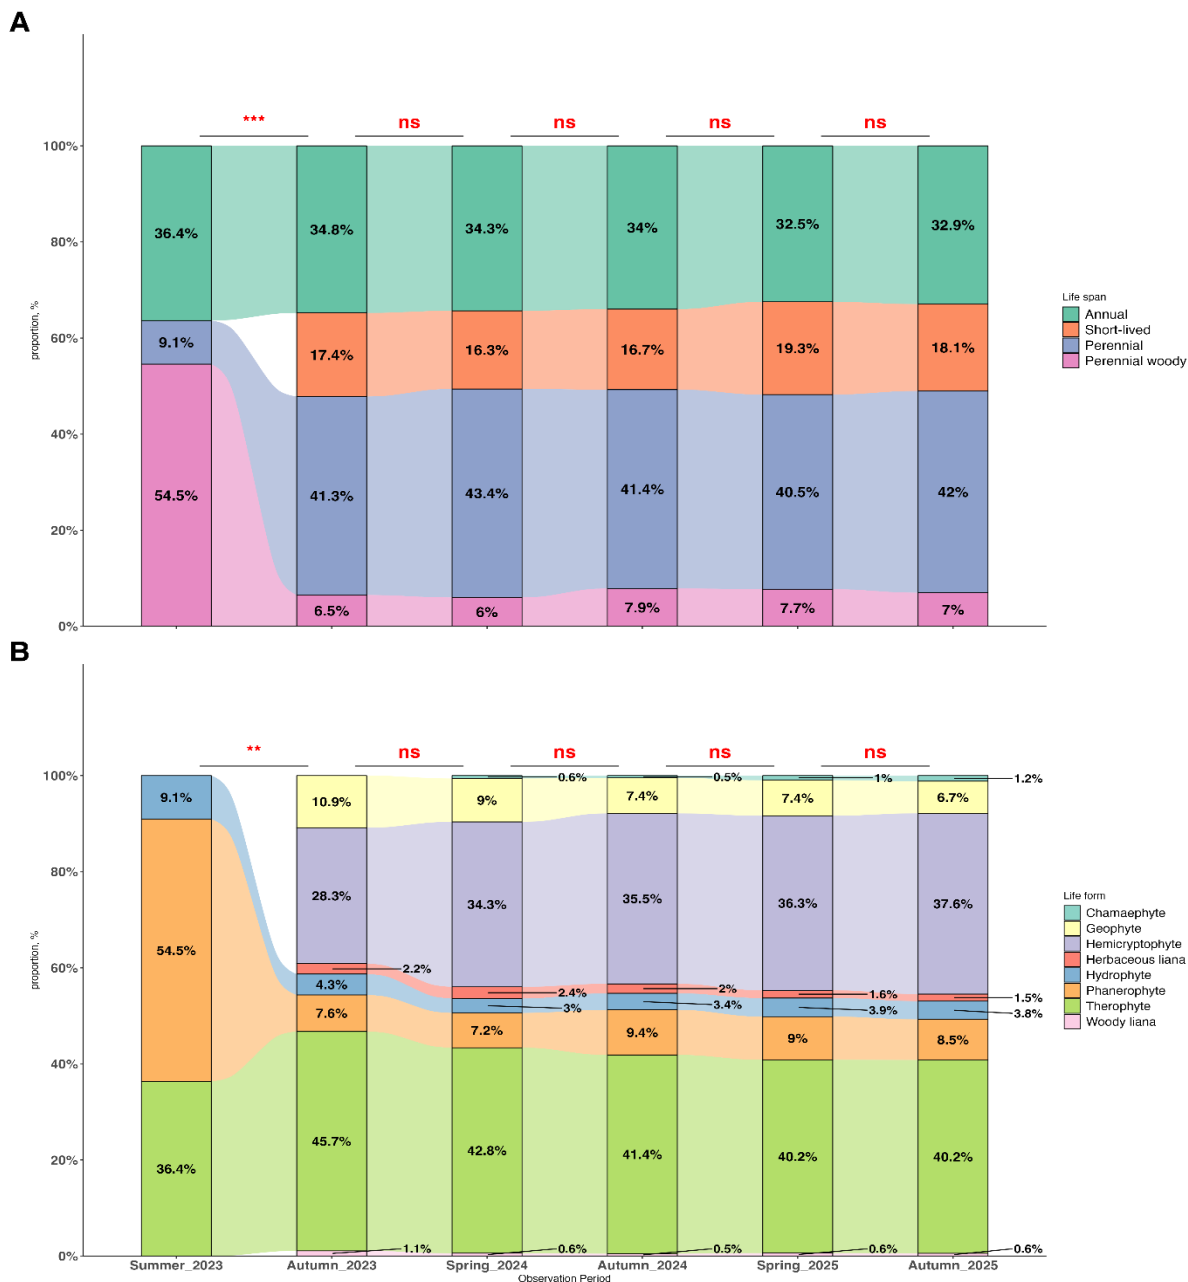 A
*** ns ns ns ns
100%
80%
60%
40%
20%
0%
proportion, %
36.4% 34.8% 34.3% 34% 32.5% 32.9%
9.1% 17.4% 16.3% 16.7% 19.3% 18.1%
54.5% 41.3% 43.4% 41.4% 40.5% 42%
6.5% 6% 7.9% 7.7% 7%
Life span
Annual
Short-lived
Perennial
Perennial woody
B
** ns ns ns ns
100%
80%
60%
40%
20%
0%
proportion, %
0.6% 0.5% 1% 1.2%
9.1% 10.9% 9% 7.4% 7.4% 6.7%
28.3% 34.3% 35.5% 36.3% 37.6%
54.5%
2.2% 2.4% 2% 1.6% 1.5%
4.3% 3% 3.4% 3.9% 3.8%
7.6% 7.2% 9.4% 9% 8.5%
36.4% 45.7% 42.8% 41.4% 40.2% 40.2%
1.1% 0.6% 0.5% 0.6% 0.6%
Life form
Chamaephyte
Geophyte
Hemicryptophyte
Herbaceous liana
Hydrophyte
Phanerophyte
Therophyte
Woody liana
Summer_2023 Autumn_2023 Spring_2024 Autumn_2024 Spring_2025 Autumn_2025
Observation Period